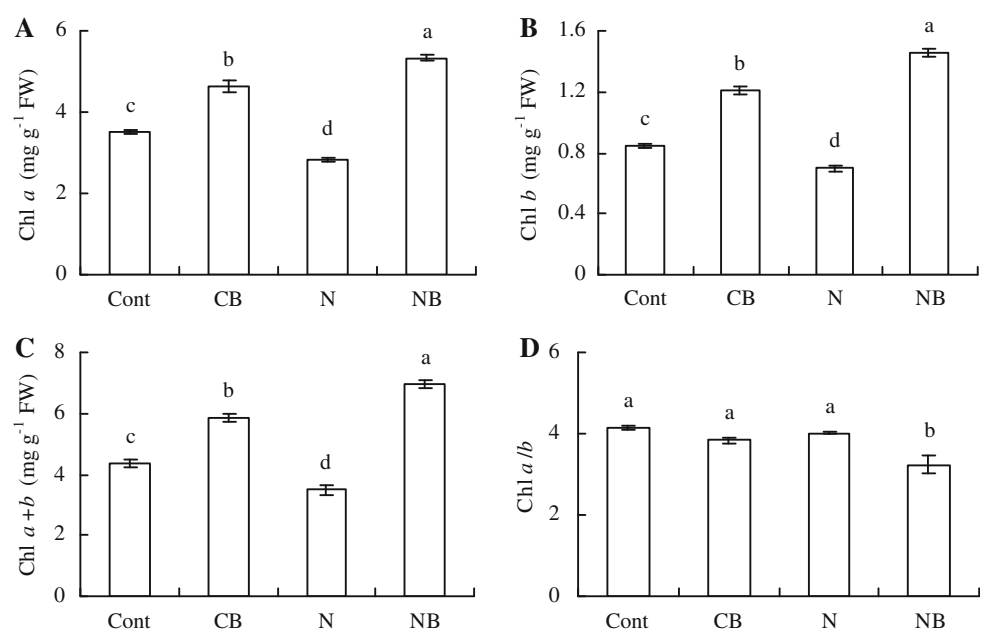 A
Chl a (mg g⁻¹ FW)
6
4
2
0
c
b
d
a
Cont CB N NB
B
Chl b (mg g⁻¹ FW)
1.6
1.2
0.8
0.4
0
c
b
d
a
Cont CB N NB
C
Chl a+b (mg g⁻¹ FW)
8
6
4
2
0
c
b
d
a
Cont CB N NB
D
Chl a/b
6
4
2
0
a
a
a
b
Cont CB N NB